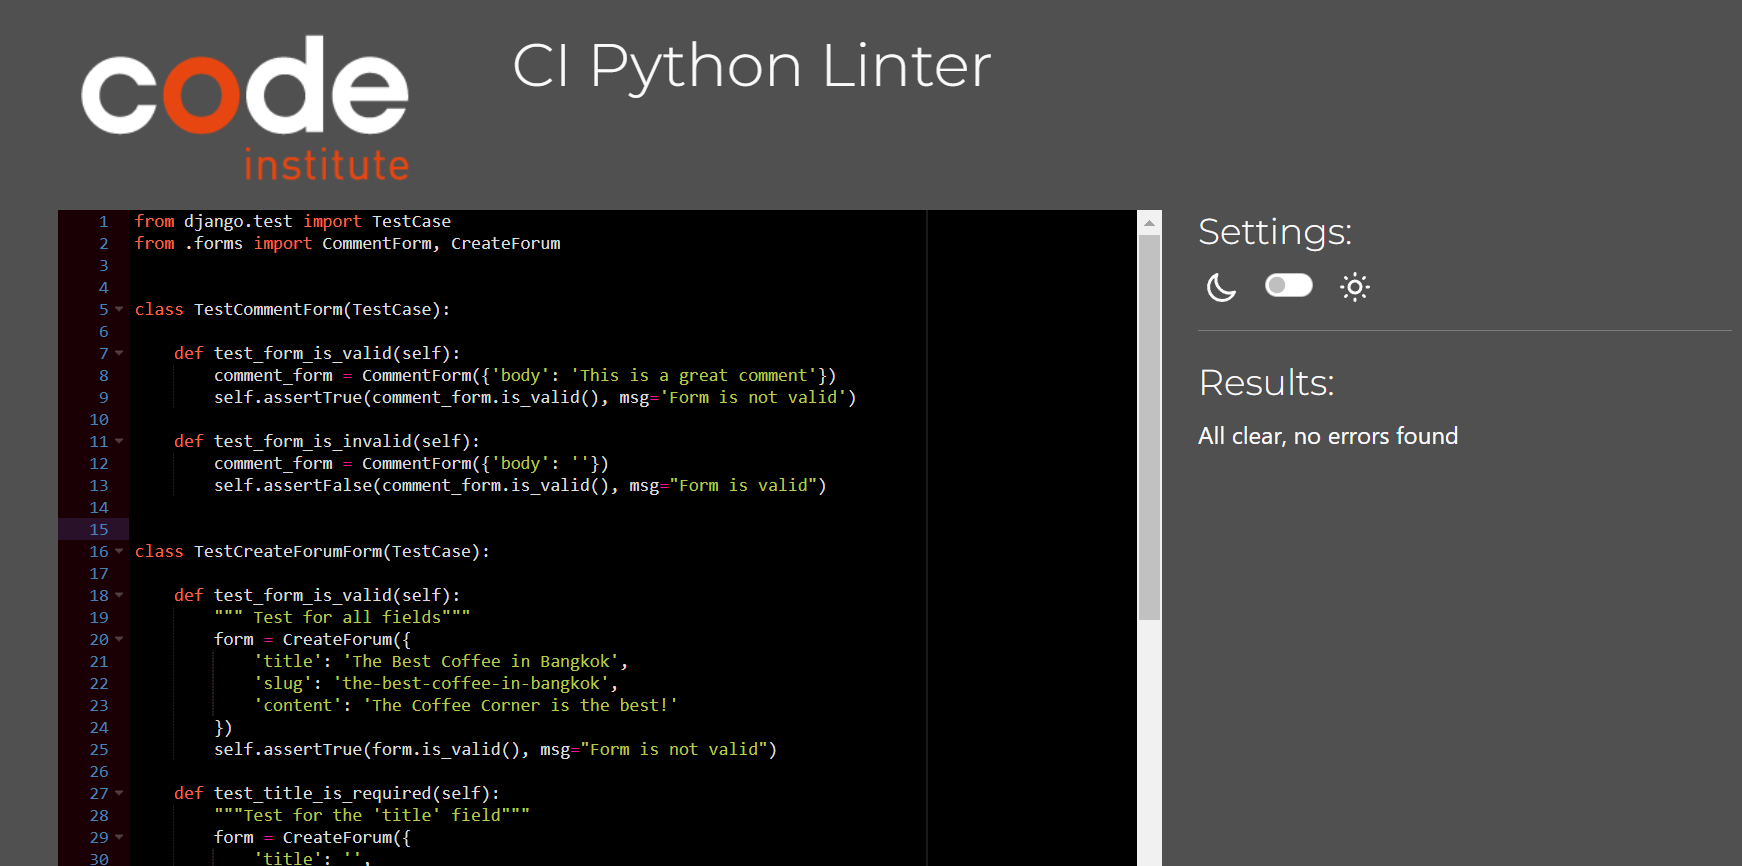 code
institute
CI Python Linter
1 from django.test import TestCase
2 from .forms import CommentForm, CreateForum
3
4
5 class TestCommentForm(TestCase):
6
7     def test_form_is_valid(self):
8         comment_form = CommentForm({'body': 'This is a great comment'})
9         self.assertTrue(comment_form.is_valid(), msg='Form is not valid')
10
11     def test_form_is_invalid(self):
12         comment_form = CommentForm({'body': ''})
13         self.assertFalse(comment_form.is_valid(), msg="Form is valid")
14
15
16 class TestCreateForumForm(TestCase):
17
18     def test_form_is_valid(self):
19         """ Test for all fields"""
20         form = CreateForum({
21             'title': 'The Best Coffee in Bangkok',
22             'slug': 'the-best-coffee-in-bangkok',
23             'content': 'The Coffee Corner is the best!'
24         })
25         self.assertTrue(form.is_valid(), msg="Form is not valid")
26
27     def test_title_is_required(self):
28         """Test for the 'title' field"""
29         form = CreateForum({
30             'title': '',
Settings:
Results:
All clear, no errors found